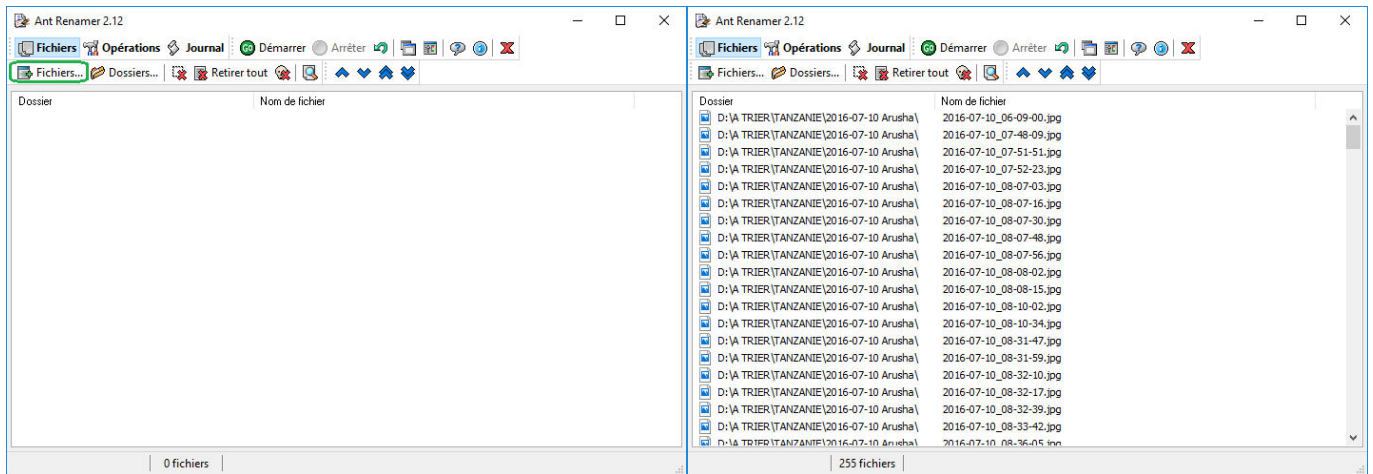 Ant Renamer 2.12
Fichiers Opérations Journal GO Démarrer Arrêter
Fichiers... Dossiers... Retirer tout
Dossier Nom de fichier
0 fichiers
Ant Renamer 2.12
Fichiers Opérations Journal GO Démarrer Arrêter
Fichiers... Dossiers... Retirer tout
Dossier Nom de fichier
D:\A TRIER\TANZANIE\2016-07-10 Arusha\ 2016-07-10_06-09-00.jpg
D:\A TRIER\TANZANIE\2016-07-10 Arusha\ 2016-07-10_07-48-09.jpg
D:\A TRIER\TANZANIE\2016-07-10 Arusha\ 2016-07-10_07-51-51.jpg
D:\A TRIER\TANZANIE\2016-07-10 Arusha\ 2016-07-10_07-52-23.jpg
D:\A TRIER\TANZANIE\2016-07-10 Arusha\ 2016-07-10_08-07-03.jpg
D:\A TRIER\TANZANIE\2016-07-10 Arusha\ 2016-07-10_08-07-16.jpg
D:\A TRIER\TANZANIE\2016-07-10 Arusha\ 2016-07-10_08-07-30.jpg
D:\A TRIER\TANZANIE\2016-07-10 Arusha\ 2016-07-10_08-07-48.jpg
D:\A TRIER\TANZANIE\2016-07-10 Arusha\ 2016-07-10_08-07-56.jpg
D:\A TRIER\TANZANIE\2016-07-10 Arusha\ 2016-07-10_08-08-02.jpg
D:\A TRIER\TANZANIE\2016-07-10 Arusha\ 2016-07-10_08-08-15.jpg
D:\A TRIER\TANZANIE\2016-07-10 Arusha\ 2016-07-10_08-10-02.jpg
D:\A TRIER\TANZANIE\2016-07-10 Arusha\ 2016-07-10_08-10-34.jpg
D:\A TRIER\TANZANIE\2016-07-10 Arusha\ 2016-07-10_08-31-47.jpg
D:\A TRIER\TANZANIE\2016-07-10 Arusha\ 2016-07-10_08-31-59.jpg
D:\A TRIER\TANZANIE\2016-07-10 Arusha\ 2016-07-10_08-32-10.jpg
D:\A TRIER\TANZANIE\2016-07-10 Arusha\ 2016-07-10_08-32-17.jpg
D:\A TRIER\TANZANIE\2016-07-10 Arusha\ 2016-07-10_08-32-39.jpg
D:\A TRIER\TANZANIE\2016-07-10 Arusha\ 2016-07-10_08-33-42.jpg
D:\A TRIER\TANZANIE\2016-07-10 Arusha\ 2016-07-10_08-36-05.jpg
255 fichiers